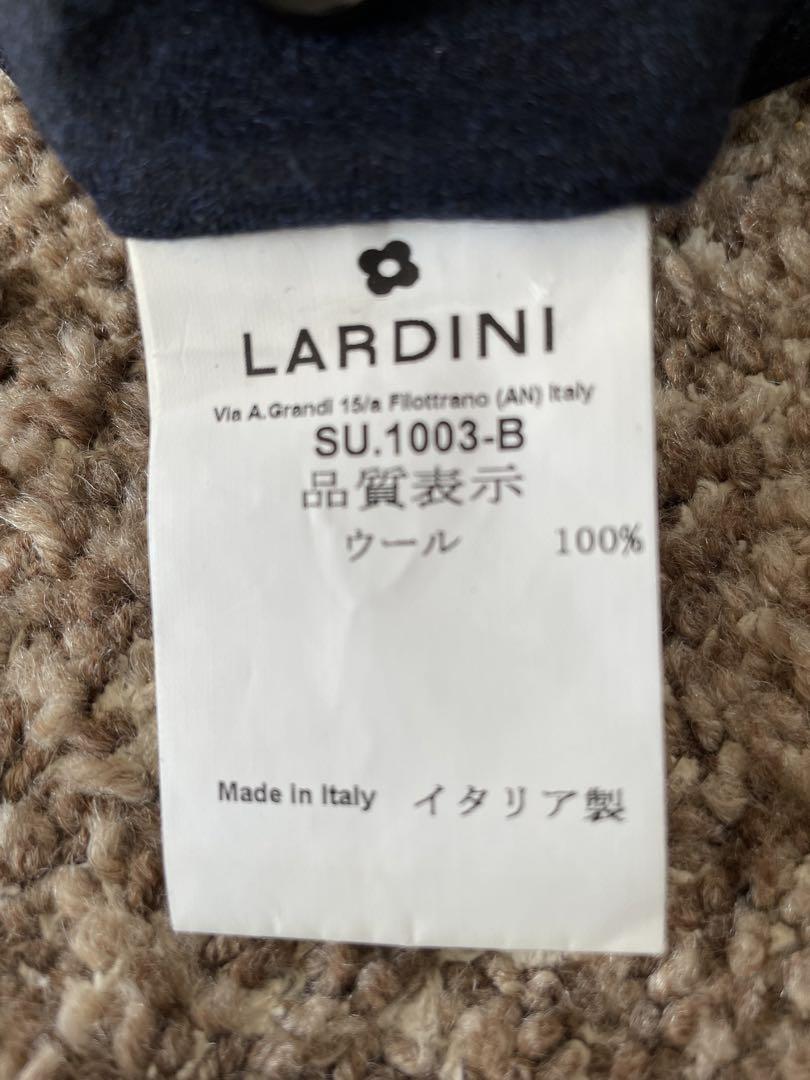 LARDINI
Via A.Grandi 15/a Filottrano (AN) Italy
SU.1003-B
品質表示
ウール 100%
Made in Italy イタリア製